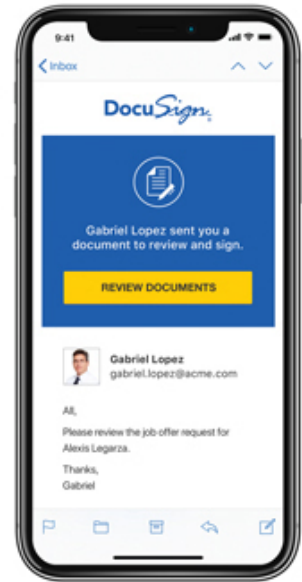 9:41
Inbox
DocuSign
Gabriel Lopez sent you a
document to review and sign.
REVIEW DOCUMENTS
Gabriel Lopez
gabriel.lopez@acme.com
All,
Please review the job offer request for
Alexis Legarza.
Thanks,
Gabriel